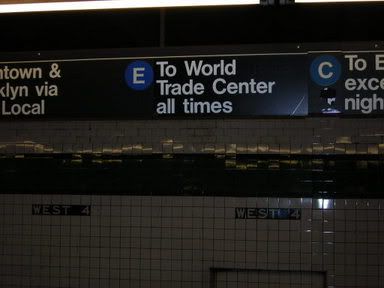 ntown &
klyn via
Local
E To World
Trade Center
all times
C To E
exce
nigh
WEST 4
WEST 4